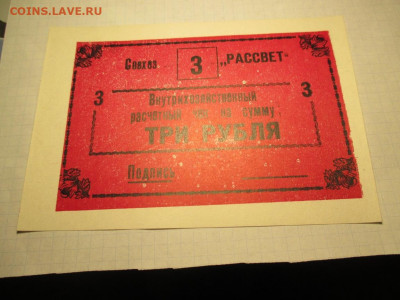 COINS.LAVE.RU
Совхоз 3 „РАССВЕТ"
3 Внутрихозяйственный 3
расчетный чек на сумму
ТРИ РУБЛЯ
Подпись